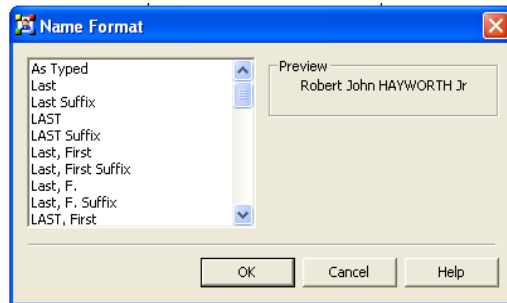 Name Format
As Typed
Last
Last Suffix
LAST
LAST Suffix
Last, First
Last, First Suffix
Last, F.
Last, F. Suffix
LAST, First
Preview
Robert John HAYWORTH Jr
OK
Cancel
Help